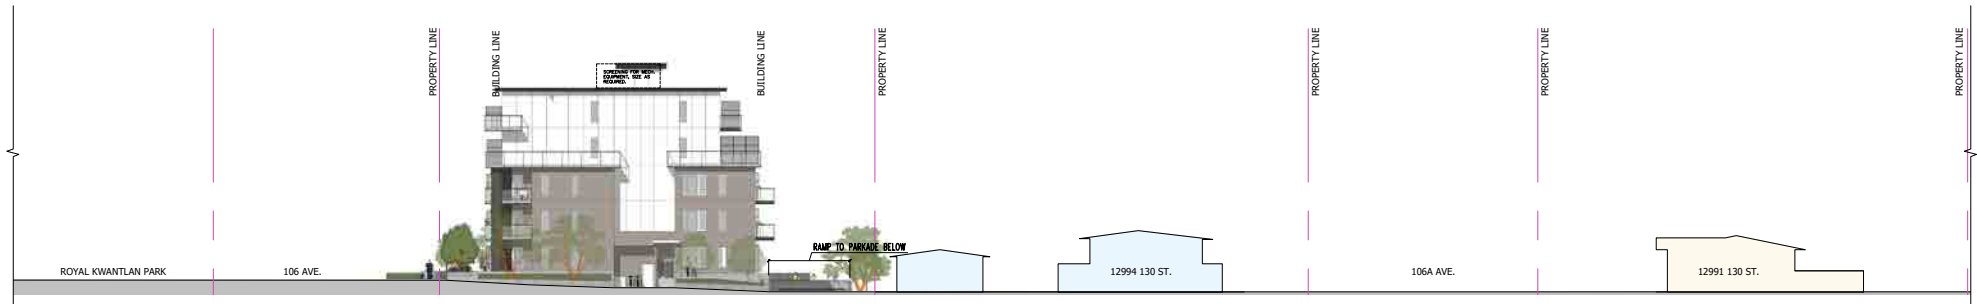 PROPERTY LINE
BUILDING LINE
BUILDING LINE
PROPERTY LINE
PROPERTY LINE
PROPERTY LINE
PROPERTY LINE
SCREENING FOR MECH.
EQUIPMENT, SIZE AS
REQUIRED.
RAMP TO PARKADE BELOW
ROYAL KWANTLAN PARK
106 AVE.
12994 130 ST.
106A AVE.
12991 130 ST.